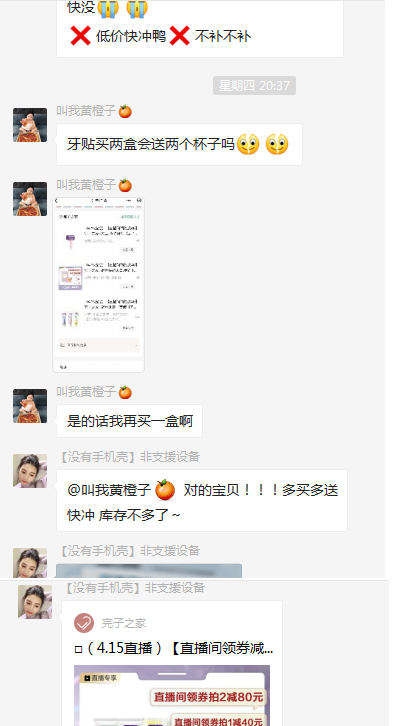 快没😭😭
❌低价快冲鸭❌不补不补
星期四 20:37
叫我黄橙子🍊
牙贴买两盒会送两个杯子吗
叫我黄橙子🍊
叫我黄橙子🍊
是的话我再买一盒啊
【没有手机壳】非支援设备
@叫我黄橙子🍊 对的宝贝！！！多买多送
快冲 库存不多了～
【没有手机壳】非支援设备
【没有手机壳】非支援设备
完子之家
□（4.15直播）【直播间领券减...
直播专享
直播间领券拍2减80元
直播间领券拍1减40元